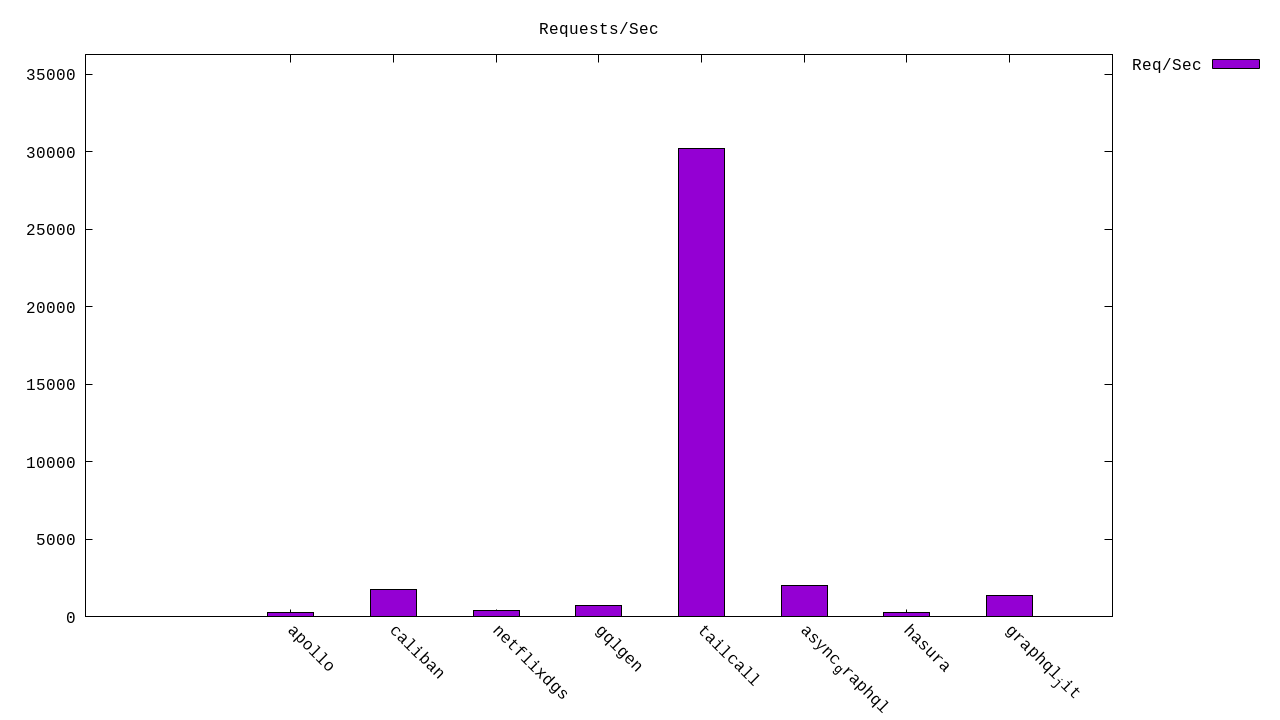 Requests/Sec
Req/Sec
35000
30000
25000
20000
15000
10000
5000
0
apollo
caliban
netflixdgs
gqlgen
tailcall
async_graphql
hasura
graphql_jit